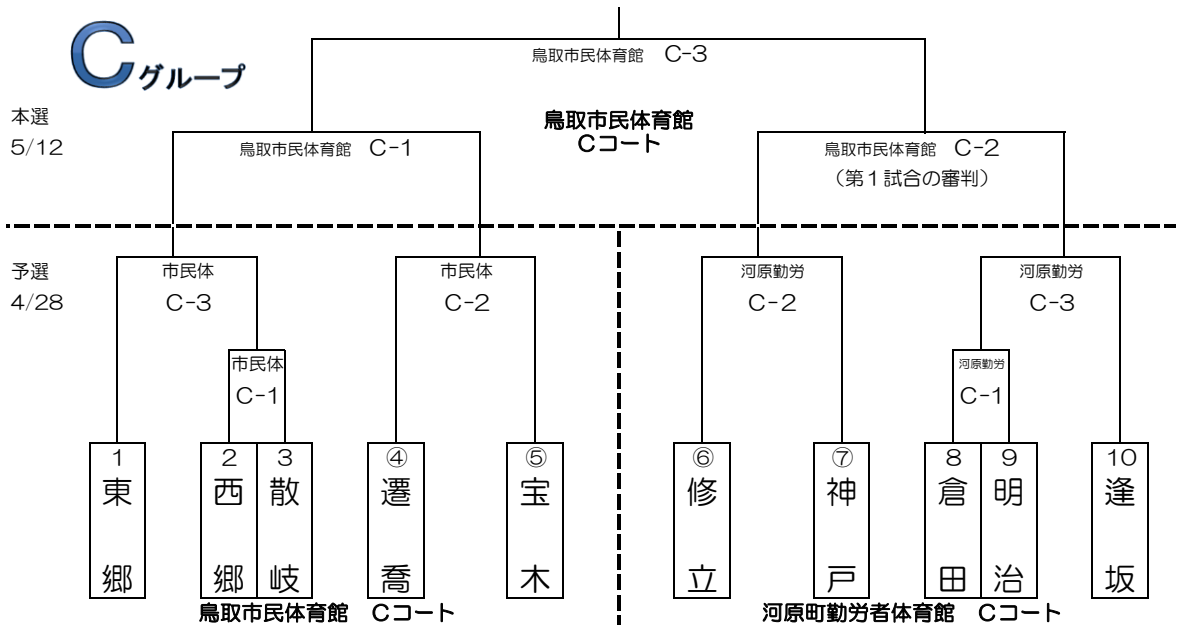 Cグループ
鳥取市民体育館 C-3
本選
5/12
鳥取市民体育館
Cコート
鳥取市民体育館 C-1
鳥取市民体育館 C-2
（第１試合の審判）
予選
4/28
市民体
C-3
市民体
C-2
河原勤労
C-2
河原勤労
C-3
市民体
C-1
河原勤労
C-1
1 東郷
2 西郷
3 散岐
④ 遷喬
⑤ 宝木
⑥ 修立
⑦ 神戸
8 倉田
9 明治
10 逢坂
鳥取市民体育館 Cコート
河原町勤労者体育館 Cコート